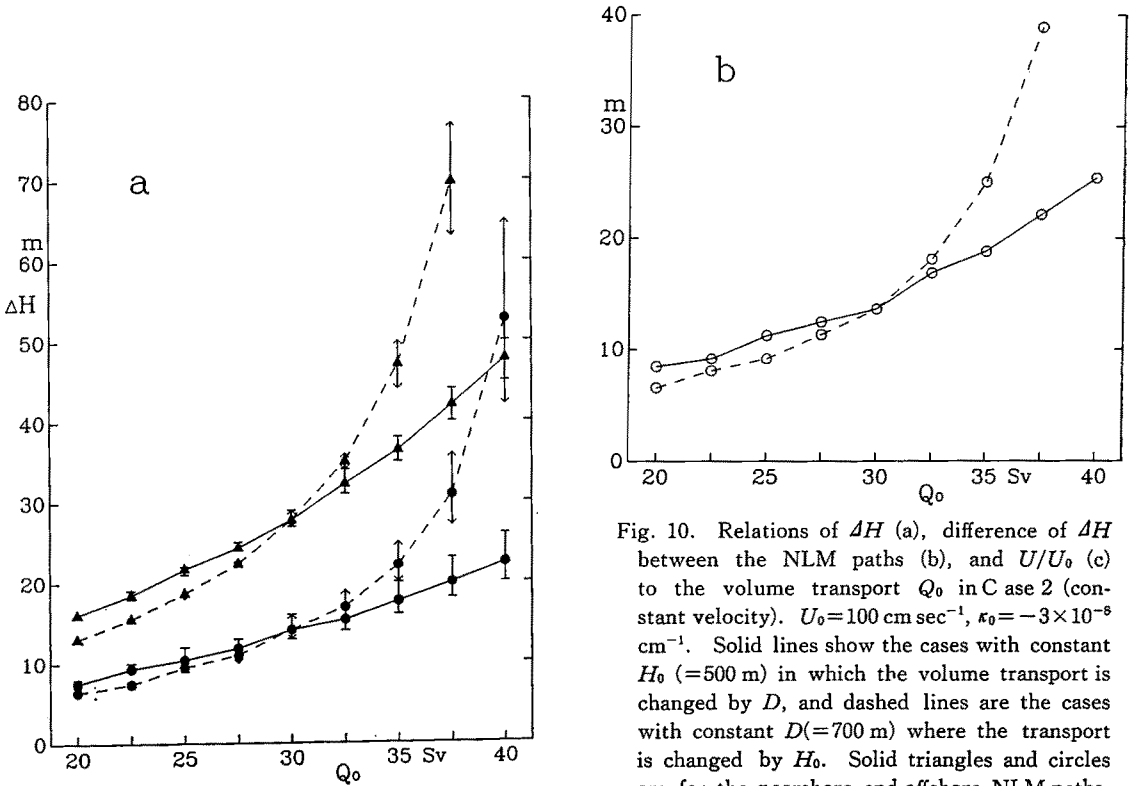 a
80
70
m
60
ΔH
50
40
30
20
10
0
20 25 30 35 Sv 40
Q₀
b
40
m
30
20
10
0
20 25 30 35 Sv 40
Q₀
Fig. 10. Relations of ΔH (a), difference of ΔH
between the NLM paths (b), and U/U₀ (c)
to the volume transport Q₀ in C ase 2 (con-
stant velocity). U₀=100 cm sec⁻¹, κ₀=−3×10⁻⁸
cm⁻¹. Solid lines show the cases with constant
H₀ (=500 m) in which the volume transport is
changed by D, and dashed lines are the cases
with constant D(=700 m) where the transport
is changed by H₀. Solid triangles and circles